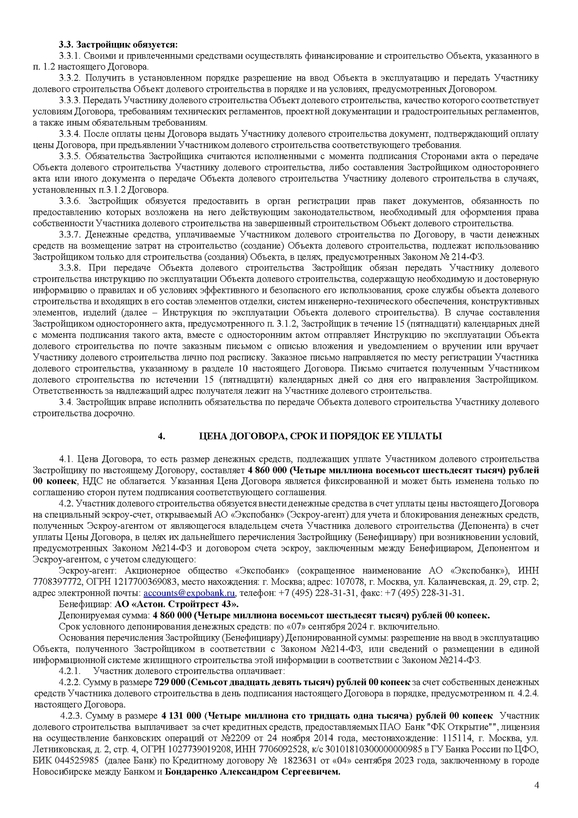 3.3. Застройщик обязуется:
3.3.1. Своими и привлеченными средствами осуществлять финансирование и строительство Объекта, указанного в
п. 1.2 настоящего Договора.
3.3.2. Получить в установленном порядке разрешение на ввод Объекта в эксплуатацию и передать Участнику
долевого строительства Объект долевого строительства в порядке и на условиях, предусмотренных Договором.
3.3.3. Передать Участнику долевого строительства Объект долевого строительства, качество которого соответствует
условиям Договора, требованиям технических регламентов, проектной документации и градостроительных регламентов,
а также иным обязательным требованиям.
3.3.4. После оплаты цены Договора выдать Участнику долевого строительства документ, подтверждающий оплату
цены Договора, при предъявлении Участником долевого строительства соответствующего требования.
3.3.5. Обязательства Застройщика считаются исполненными с момента подписания Сторонами акта о передаче
Объекта долевого строительства Участнику долевого строительства, либо составления Застройщиком одностороннего
акта или иного документа о передаче Объекта долевого строительства Участнику долевого строительства в случаях,
установленных п.3.1.2 Договора.
3.3.6. Застройщик обязуется предоставить в орган регистрации прав пакет документов, обязанность по
предоставлению которых возложена на него действующим законодательством, необходимый для оформления права
собственности Участника долевого строительства на завершенный строительством Объект долевого строительства.
3.3.7. Денежные средства, уплачиваемые Участником долевого строительства по Договору, в части денежных
средств на возмещение затрат на строительство (создание) Объекта долевого строительства, подлежат использованию
Застройщиком только для строительства (создания) Объекта, в целях, предусмотренных Законом № 214-ФЗ.
3.3.8. При передаче Объекта долевого строительства Застройщик обязан передать Участнику долевого
строительства инструкцию по эксплуатации Объекта долевого строительства, содержащую необходимую и достоверную
информацию о правилах и об условиях эффективного и безопасного его использования, сроке службы объекта долевого
строительства и входящих в его состав элементов отделки, систем инженерно-технического обеспечения, конструктивных
элементов, изделий (далее – Инструкция по эксплуатации Объекта долевого строительства). В случае составления
Застройщиком одностороннего акта, предусмотренного п. 3.1.2, Застройщик в течение 15 (пятнадцати) календарных дней
с момента подписания такого акта, вместе с односторонним актом отправляет Инструкцию по эксплуатации Объекта
долевого строительства по почте заказным письмом с описью вложения и уведомлением о вручении или вручает
Участнику долевого строительства лично под расписку. Заказное письмо направляется по месту регистрации Участника
долевого строительства, указанному в разделе 10 настоящего Договора. Письмо считается полученным Участником
долевого строительства по истечении 15 (пятнадцати) календарных дней со дня его направления Застройщиком.
Ответственность за надлежащий адрес получателя лежит на Участнике долевого строительства.
3.4. Застройщик вправе исполнить обязательства по передаче Объекта долевого строительства Участнику долевого
строительства досрочно.
4. ЦЕНА ДОГОВОРА, СРОК И ПОРЯДОК ЕЕ УПЛАТЫ
4.1. Цена Договора, то есть размер денежных средств, подлежащих уплате Участником долевого строительства
Застройщику по настоящему Договору, составляет 4 860 000 (Четыре миллиона восемьсот шестьдесят тысяч) рублей
00 копеек, НДС не облагается. Указанная Цена Договора является фиксированной и может быть изменена только по
соглашению сторон путем подписания соответствующего соглашения.
4.2. Участник долевого строительства обязуется внести денежные средства в счет уплаты цены настоящего Договора
на специальный эскроу-счет, открываемый АО «Экспобанк» (Эскроу-агент) для учета и блокирования денежных средств,
полученных Эскроу-агентом от являющегося владельцем счета Участника долевого строительства (Депонента) в счет
уплаты Цены Договора, в целях их дальнейшего перечисления Застройщику (Бенефициару) при возникновении условий,
предусмотренных Законом №214-ФЗ и договором счета эскроу, заключенным между Бенефициаром, Депонентом и
Эскроу-агентом, с учетом следующего:
Эскроу-агент: Акционерное общество «Экспобанк» (сокращенное наименование АО «Экспобанк»), ИНН
7708397772, ОГРН 1217700369083, место нахождения: г. Москва; адрес: 107078, г. Москва, ул. Каланчевская, д. 29, стр. 2,
адрес электронной почты: accounts@expobank.ru, телефон: +7 (495) 228-31-31, факс: +7 (495) 228-31-31.
Бенефициар: АО «Астон. Стройтрест 43».
Депонируемая сумма: 4 860 000 (Четыре миллиона восемьсот шестьдесят тысяч) рублей 00 копеек.
Срок условного депонирования денежных средств: по «07» сентября 2024 г. включительно.
Основания перечисления Застройщику (Бенефициару) Депонированной суммы: разрешение на ввод в эксплуатацию
Объекта, полученного Застройщиком в соответствии с Законом №214-ФЗ, или сведений о размещении в единой
информационной системе жилищного строительства этой информации в соответствии с Законом №214-ФЗ.
4.2.1. Участник долевого строительства оплачивает:
4.2.2. Сумму в размере 729 000 (Семьсот двадцать девять тысяч) рублей 00 копеек за счет собственных денежных
средств Участника долевого строительства в день подписания настоящего Договора в порядке, предусмотренном п. 4.2.4.
настоящего Договора.
4.2.3. Сумму в размере 4 131 000 (Четыре миллиона сто тридцать одна тысяча) рублей 00 копеек Участник
долевого строительства выплачивает за счет кредитных средств, предоставляемых ПАО Банк "ФК Открытие"", лицензия
на осуществление банковских операций от №2209 от 24 ноября 2014 года, местонахождение: 115114, г. Москва, ул.
Летниковская, д. 2, стр. 4, ОГРН 1027739019208, ИНН 7706092528, к/с 30101810300000000985 в ГУ Банка России по ЦФО,
БИК 044525985 (далее Банк) по Кредитному договору № 1823631 от «04» сентября 2023 года, заключенному в городе
Новосибирске между Банком и Бондаренко Александром Сергеевичем.
4